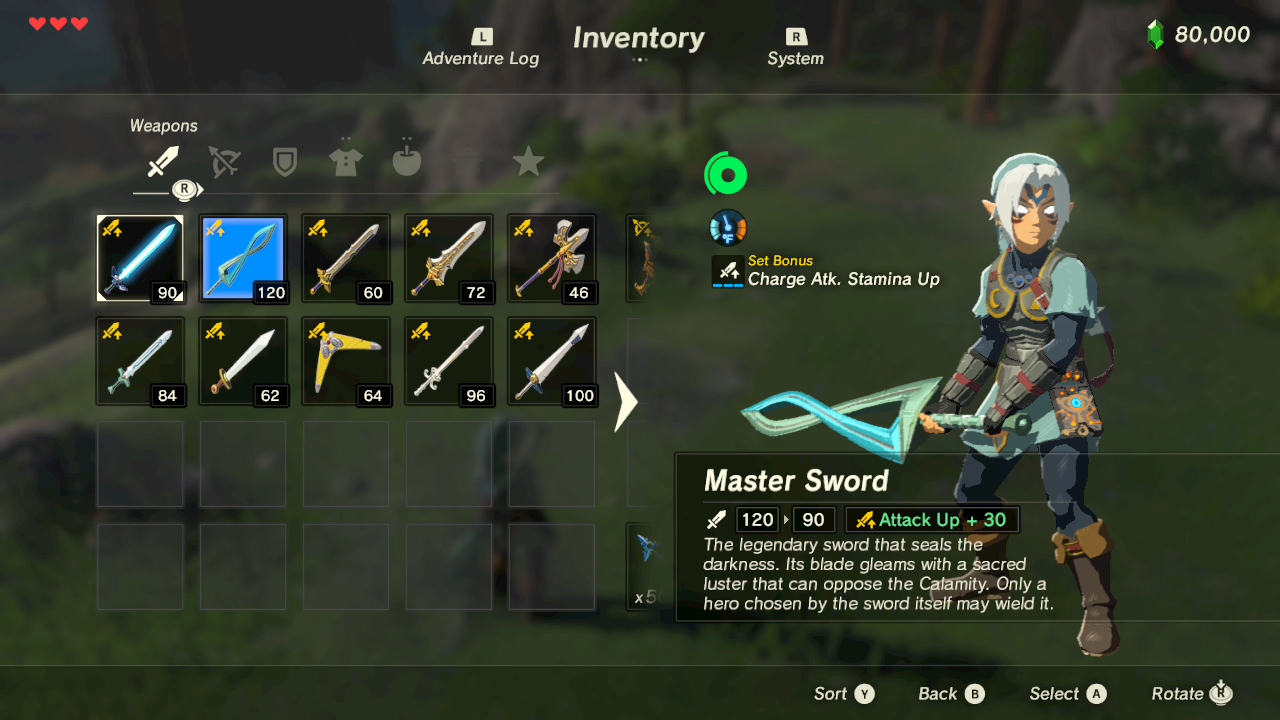 L
Inventory
R
80,000
Adventure Log
System
Weapons
R
°F
Set Bonus
Charge Atk. Stamina Up
90
120
60
72
46
84
62
64
96
100
x5
Master Sword
120 90 Attack Up + 30
The legendary sword that seals the
darkness. Its blade gleams with a sacred
luster that can oppose the Calamity. Only a
hero chosen by the sword itself may wield it.
Sort Y Back B Select A Rotate R